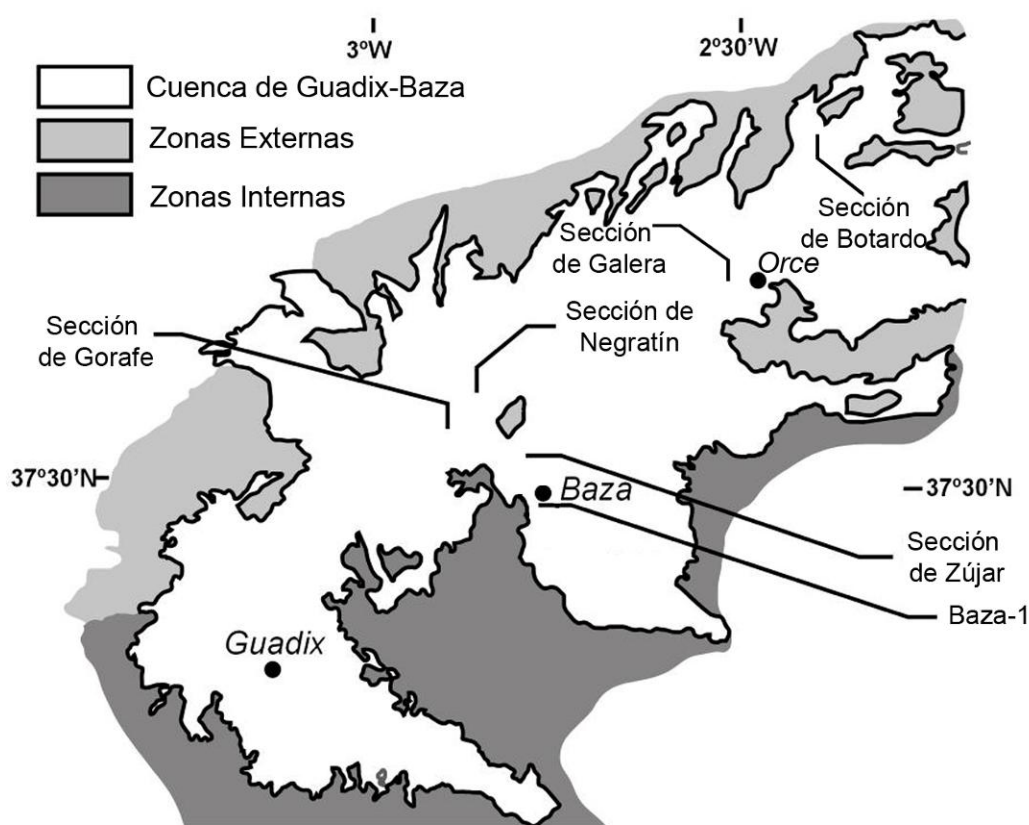 3ºW
2º30'W
Cuenca de Guadix-Baza
Zonas Externas
Zonas Internas
Sección
de Botardo
Sección
de Galera
Orce
Sección de
Negratín
Sección
de Gorafe
37º30'N
Baza
37º30'N
Sección
de Zújar
Baza-1
Guadix